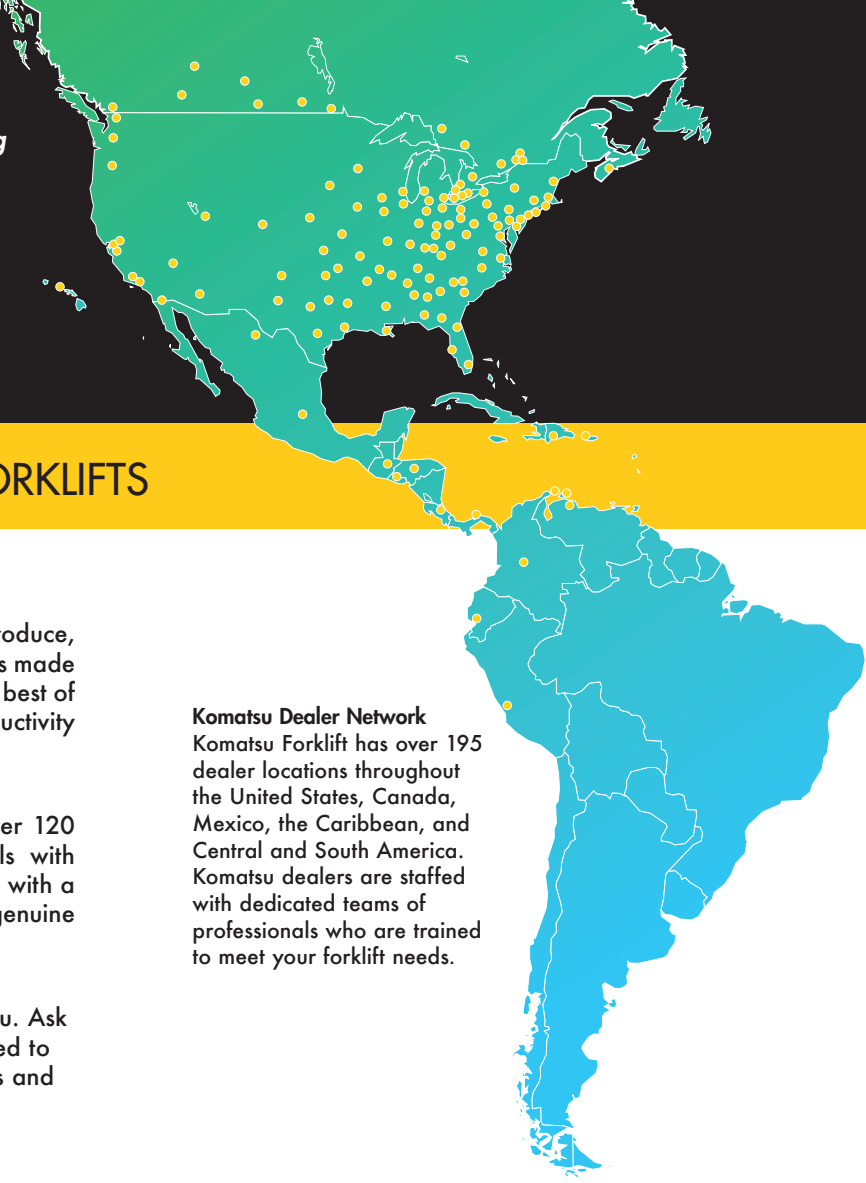 g
ORKLIFTS
roduce,
s made
best of
uctivity
er 120
ls with
with a
genuine
u. Ask
ed to
s and
Komatsu Dealer Network
Komatsu Forklift has over 195
dealer locations throughout
the United States, Canada,
Mexico, the Caribbean, and
Central and South America.
Komatsu dealers are staffed
with dedicated teams of
professionals who are trained
to meet your forklift needs.